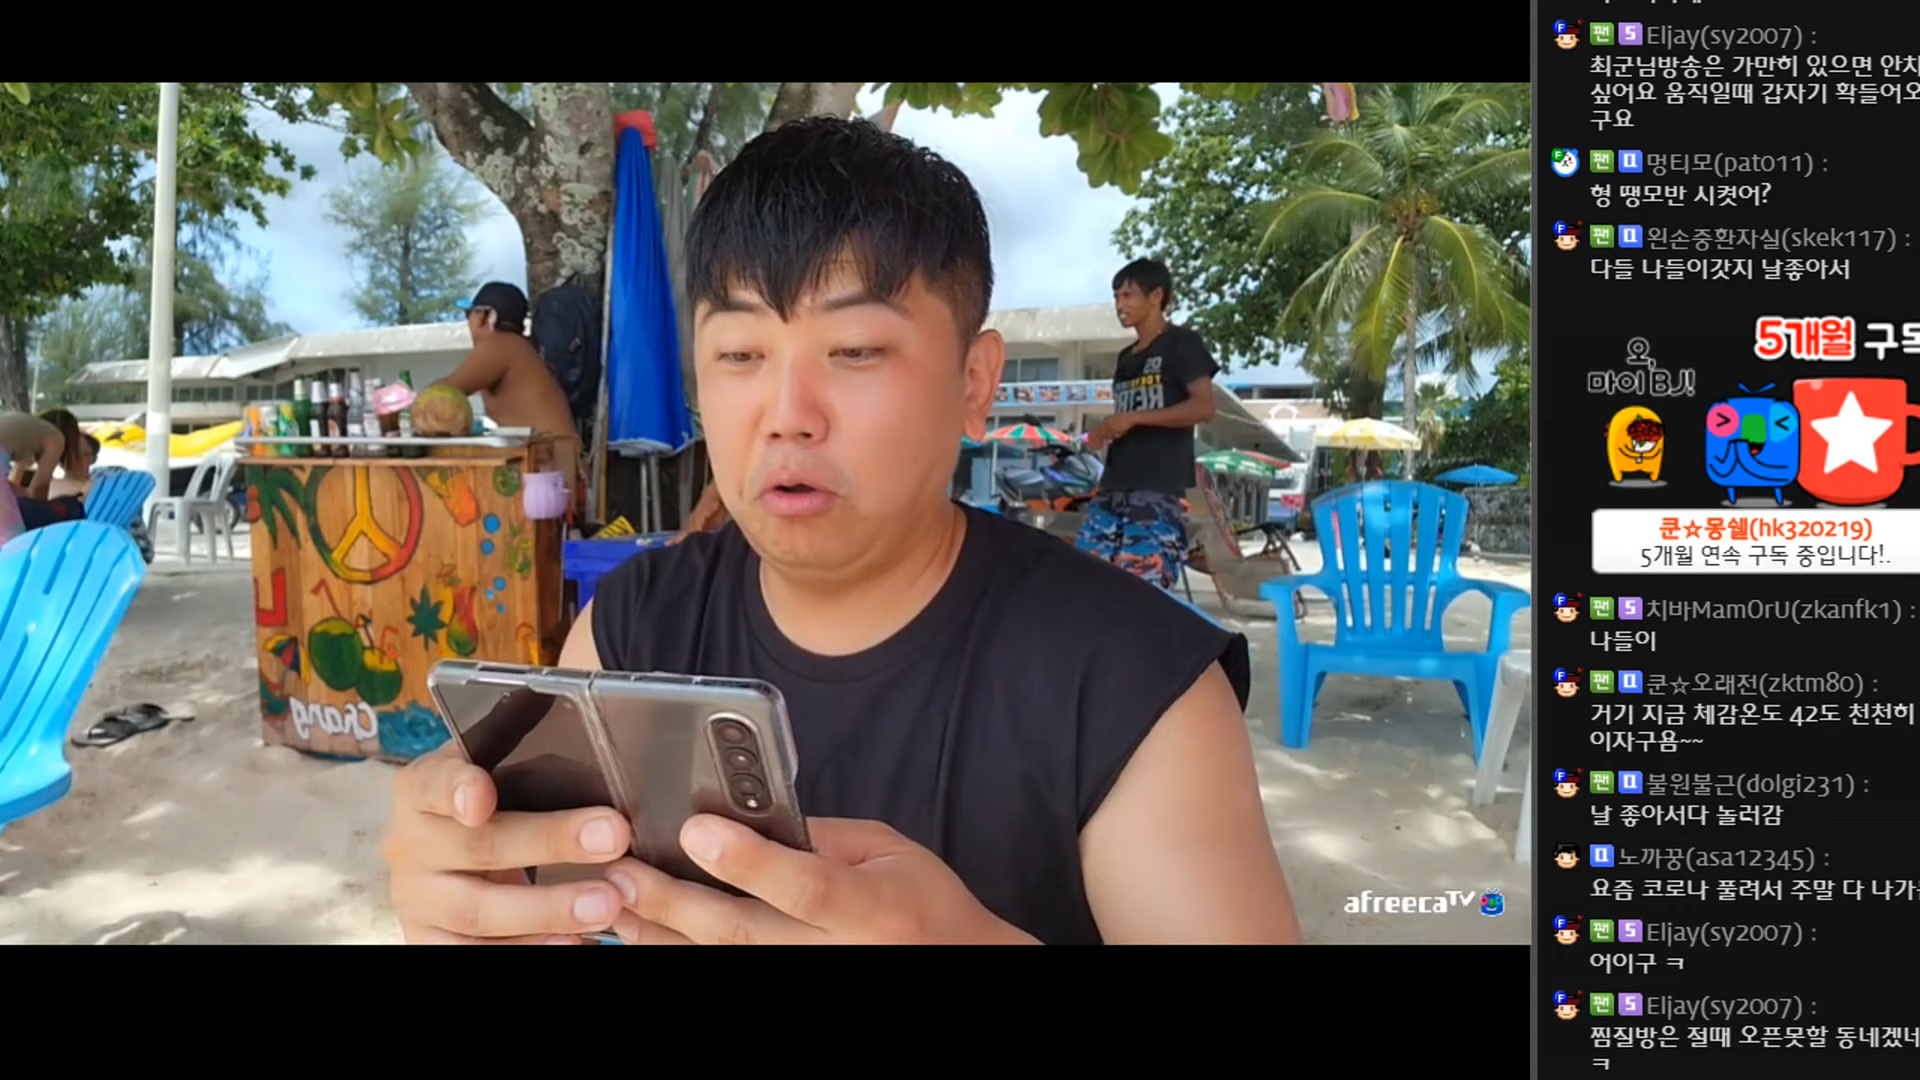 Eljay(sy2007) :
최군님방송은 가만히 있으면 안치
싶어요 움직일때 갑자기 확들어오
구요
멍티모(pat011) :
형 땡모반 시켯어?
왼손중환자실(skek117) :
다들 나들이갓지 날좋아서
5개월 구독
오,
마이 BJ!
쿤☆몽쉘(hk320219)
5개월 연속 구독 중입니다!.
치바MamOrU(zkanfk1) :
나들이
쿤☆오래전(zktm80) :
거기 지금 체감온도 42도 천천히
이자구욤~~
불원불근(dolgi231) :
날 좋아서다 놀러감
노까꿍(asa12345) :
요즘 코로나 풀려서 주말 다 나가
Eljay(sy2007) :
어이구 ㅋ
Eljay(sy2007) :
찜질방은 절때 오픈못할 동네겠네
ㅋ
Chang
afreecaTV